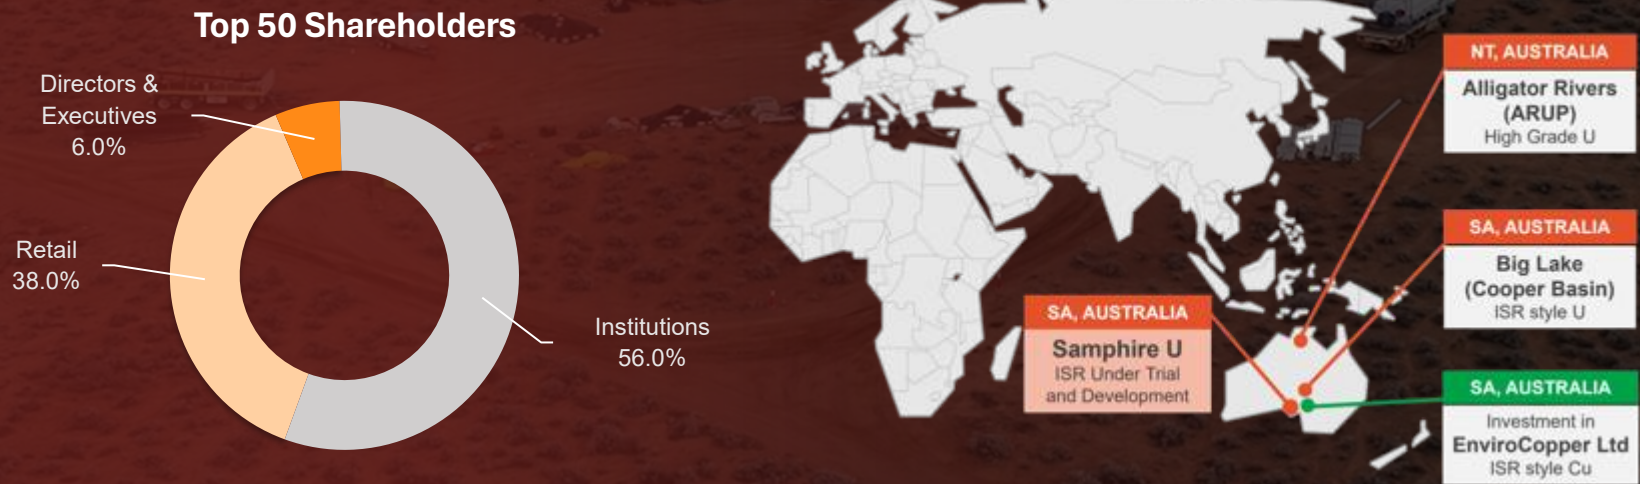 Top 50 Shareholders
Directors &
Executives
6.0%
Retail
38.0%
Institutions
56.0%
NT, AUSTRALIA
Alligator Rivers
(ARUP)
High Grade U
SA, AUSTRALIA
Big Lake
(Cooper Basin)
ISR style U
SA, AUSTRALIA
Samphire U
ISR Under Trial
and Development
SA, AUSTRALIA
Investment in
EnviroCopper Ltd
ISR style Cu